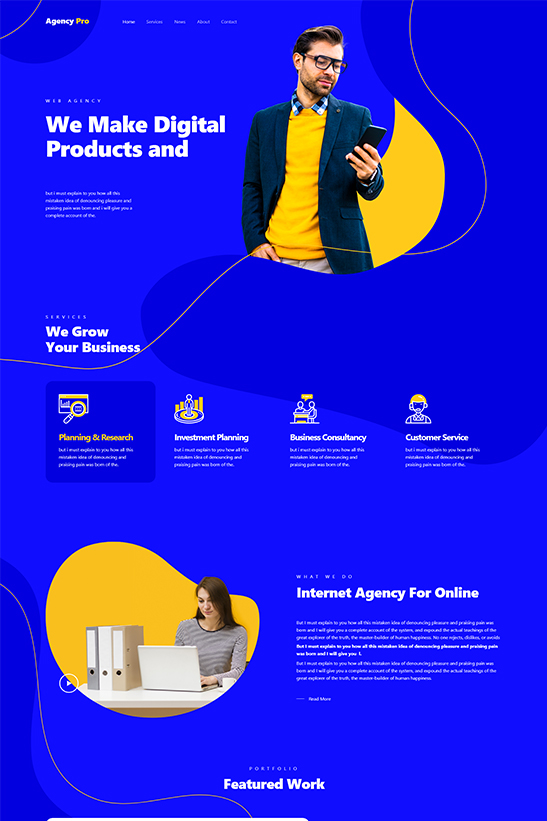 Agency Pro
Home Services News About Contact
WEB AGENCY
We Make Digital
Products and
but i must explain to you how all this
mistaken idea of denouncing pleasure and
praising pain was born and i will give you a
complete account of the.
SERVICES
We Grow
Your Business
Planning & Research
but i must explain to you how all this
mistaken idea of denouncing and
praising pain was born of the.
Investment Planning
but i must explain to you how all this
mistaken idea of denouncing and
praising pain was born of the.
Business Consultancy
but i must explain to you how all this
mistaken idea of denouncing and
praising pain was born of the.
Customer Service
but i must explain to you how all this
mistaken idea of denouncing and
praising pain was born of the.
WHAT WE DO
Internet Agency For Online
But I must explain to you how all this mistaken idea of denouncing pleasure and praising pain was
born and I will give you a complete account of the system, and expound the actual teachings of the
great explorer of the truth, the master-builder of human happiness. No one rejects, dislikes, or avoids
But I must explain to you how all this mistaken idea of denouncing pleasure and praising pain
was born and I will give you I.
But I must explain to you how all this mistaken idea of denouncing pleasure and praising pain was
born and I will give you a complete account of the system, and expound the actual teachings of the
great explorer of the truth, the master-builder of human happiness.
Read More
PORTFOLIO
Featured Work